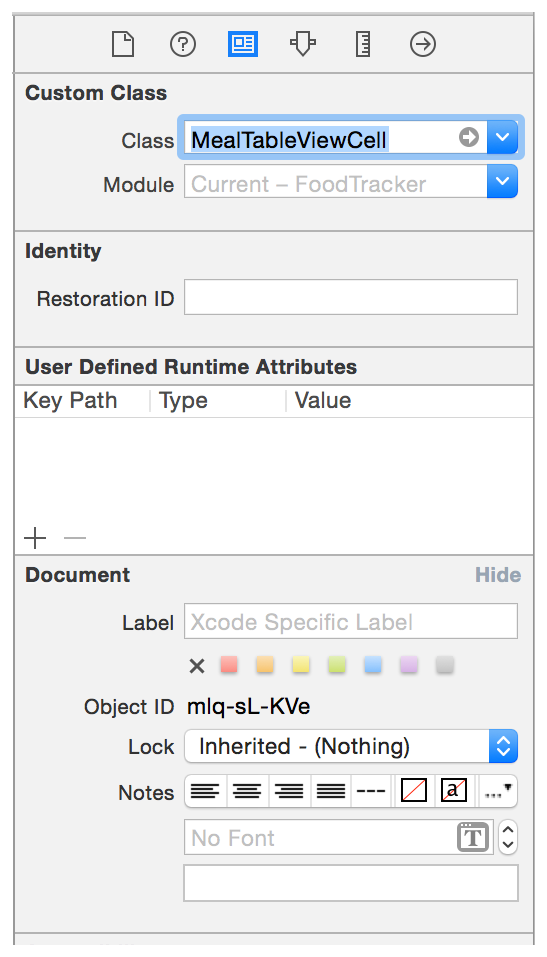 Custom Class
Class MealTableViewCell
Module Current – FoodTracker
Identity
Restoration ID
User Defined Runtime Attributes
Key Path Type Value
Document Hide
Label Xcode Specific Label
Object ID mlq-sL-KVe
Lock Inherited - (Nothing)
Notes
No Font